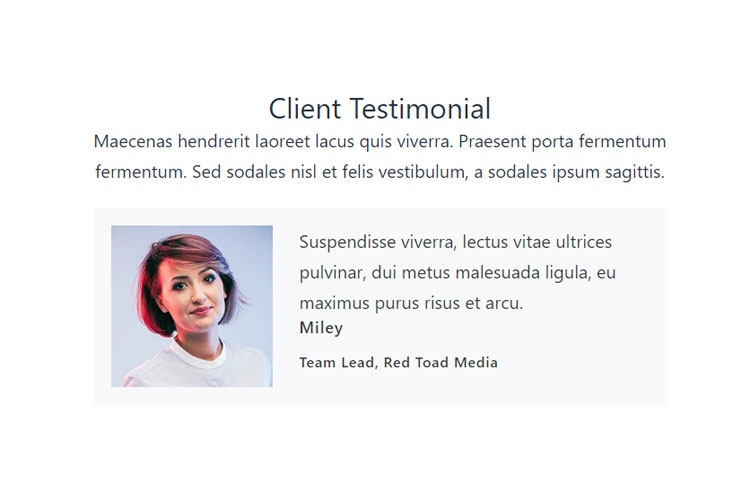 Client Testimonial
Maecenas hendrerit laoreet lacus quis viverra. Praesent porta fermentum
fermentum. Sed sodales nisl et felis vestibulum, a sodales ipsum sagittis.
Suspendisse viverra, lectus vitae ultrices
pulvinar, dui metus malesuada ligula, eu
maximus purus risus et arcu.
Miley
Team Lead, Red Toad Media